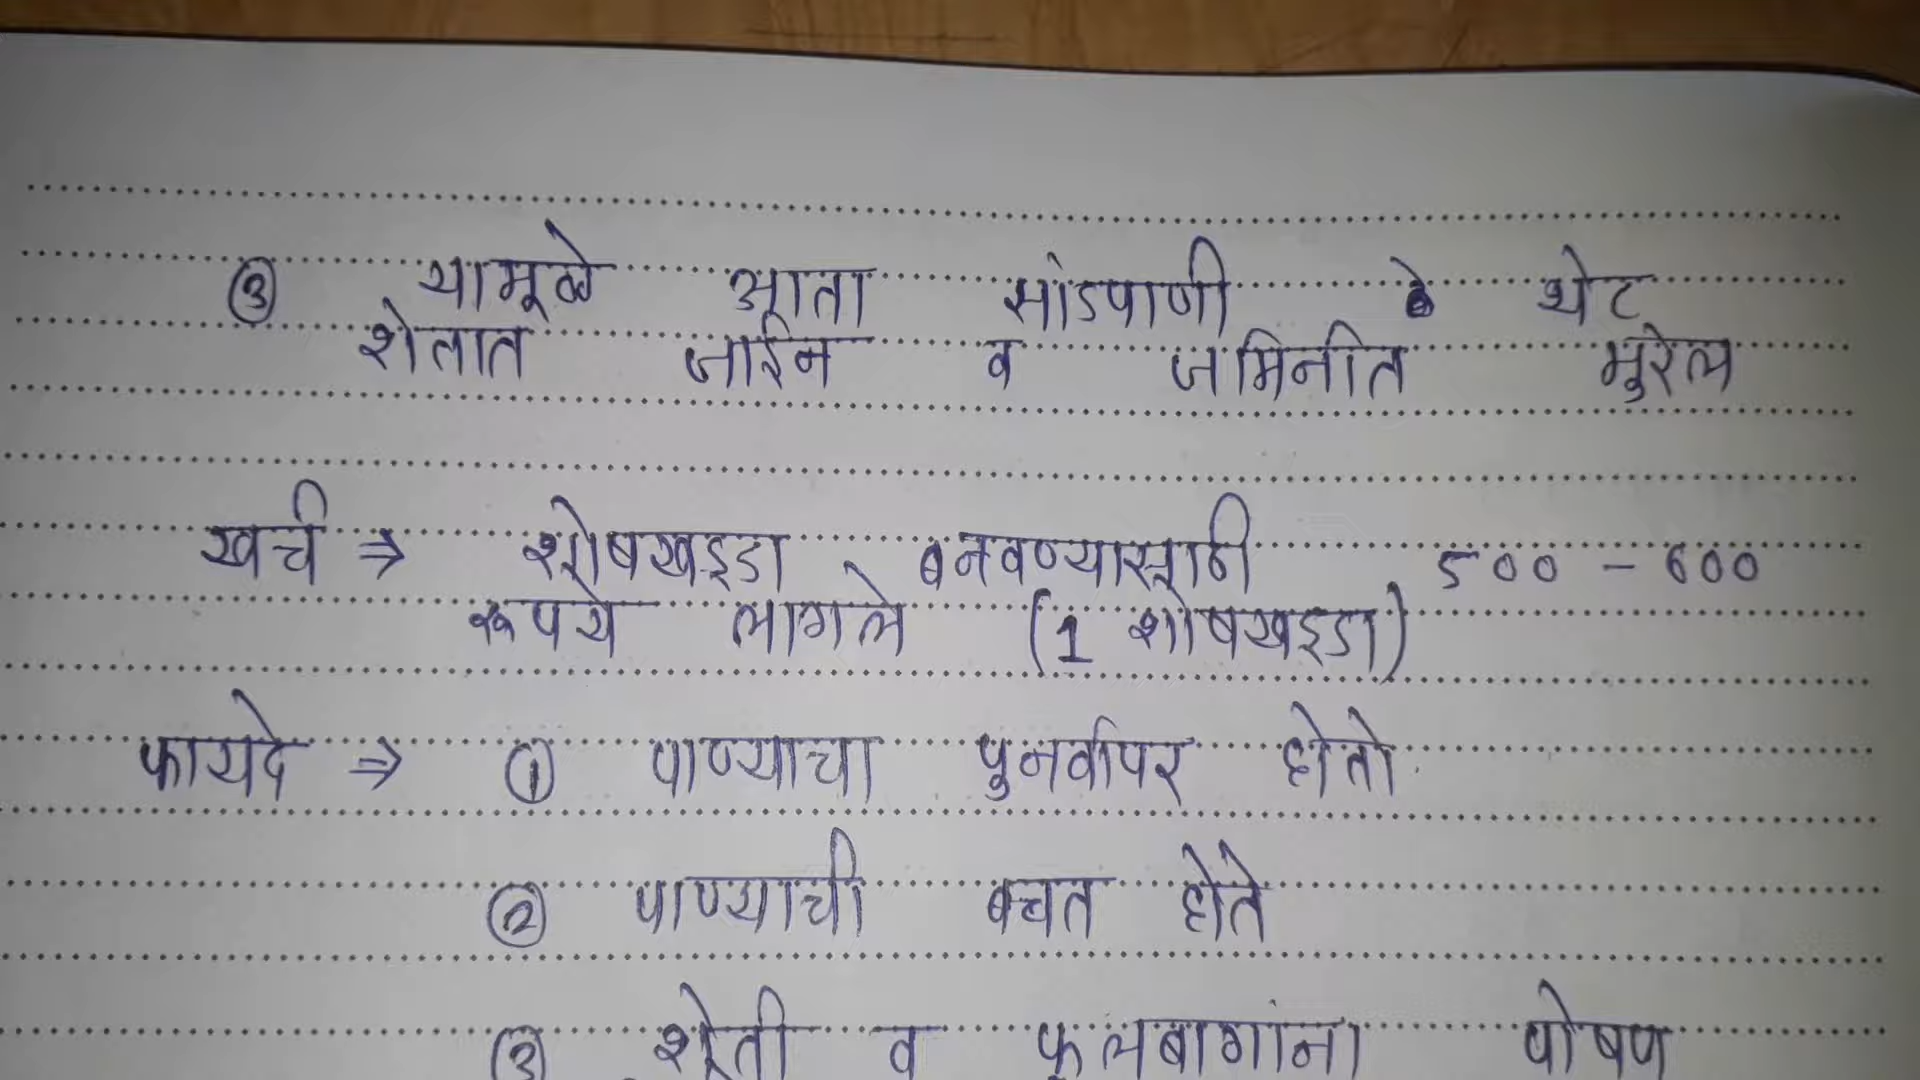 ③ यामूळे आता सांडपाणी थेट
शेतात जाईन व जमिनीत मुरेल
खर्च ⇒ शोषखड्डा बनवण्यासाठी 500 - 600
रूपये लागले (1 शोषखड्डा)
फायदे ⇒ ① पाण्याचा पुनर्वापर होतो.
② पाण्याची बचत होते
③ शेती व फूलबागांना पोषण